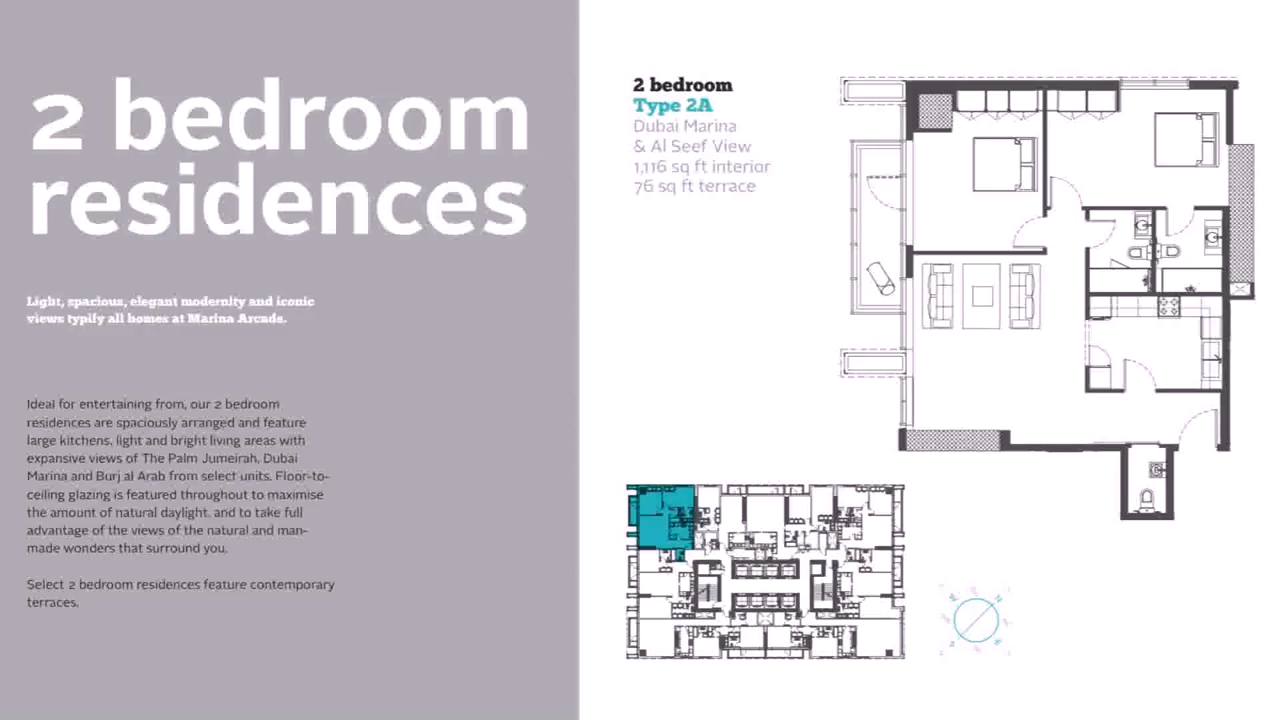 2 bedroom
residences
Light, spacious, elegant modernity and iconic
views typify all homes at Marina Arcade.
Ideal for entertaining from, our 2 bedroom
residences are spaciously arranged and feature
large kitchens, light and bright living areas with
expansive views of The Palm Jumeirah, Dubai
Marina and Burj al Arab from select units. Floor-to-
ceiling glazing is featured throughout to maximise
the amount of natural daylight, and to take full
advantage of the views of the natural and man-
made wonders that surround you.
Select 2 bedroom residences feature contemporary
terraces.
2 bedroom
Type 2A
Dubai Marina
& Al Seef View
1,116 sq ft interior
76 sq ft terrace